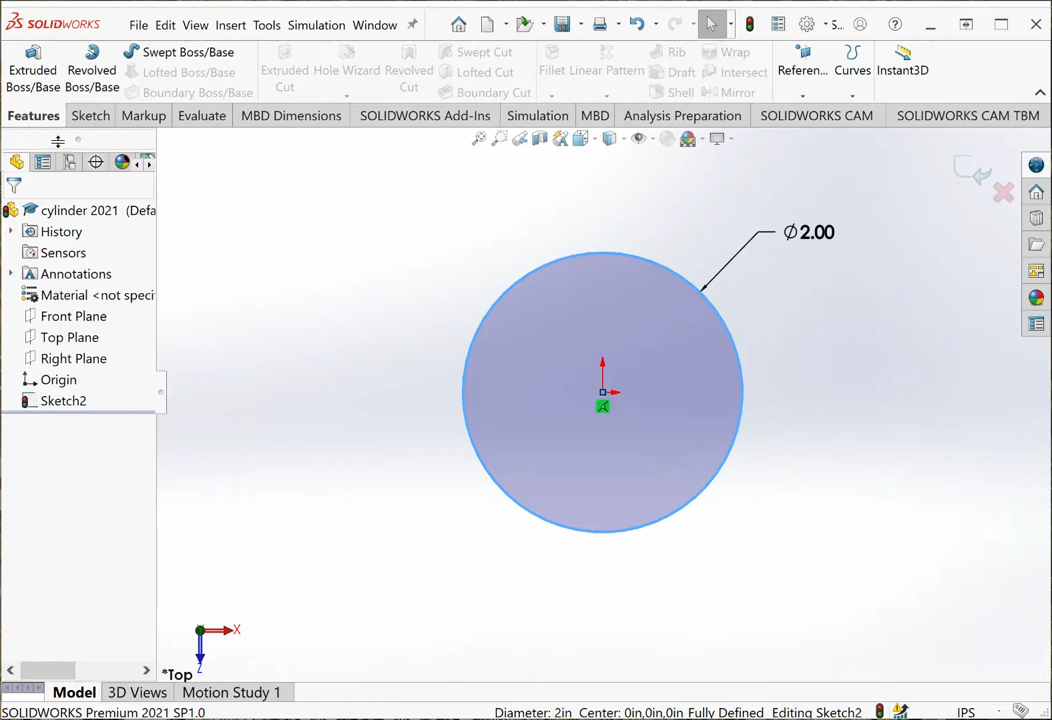 SOLIDWORKS File Edit View Insert Tools Simulation Window S...
Extruded Boss/Base
Revolved Boss/Base
Swept Boss/Base
Lofted Boss/Base
Boundary Boss/Base
Extruded Cut
Hole Wizard
Revolved Cut
Swept Cut
Lofted Cut
Boundary Cut
Fillet
Linear Pattern
Rib
Draft
Shell
Wrap
Intersect
Mirror
Referen...
Curves
Instant3D
Features Sketch Markup Evaluate MBD Dimensions SOLIDWORKS Add-Ins Simulation MBD Analysis Preparation SOLIDWORKS CAM SOLIDWORKS CAM TBM
cylinder 2021 (Defa
History
Sensors
Annotations
Material <not speci
Front Plane
Top Plane
Right Plane
Origin
Sketch2
∅2.00
X
Z
*Top
Model 3D Views Motion Study 1
SOLIDWORKS Premium 2021 SP1.0 Diameter: 2in Center: 0in,0in,0in Fully Defined Editing Sketch2 IPS